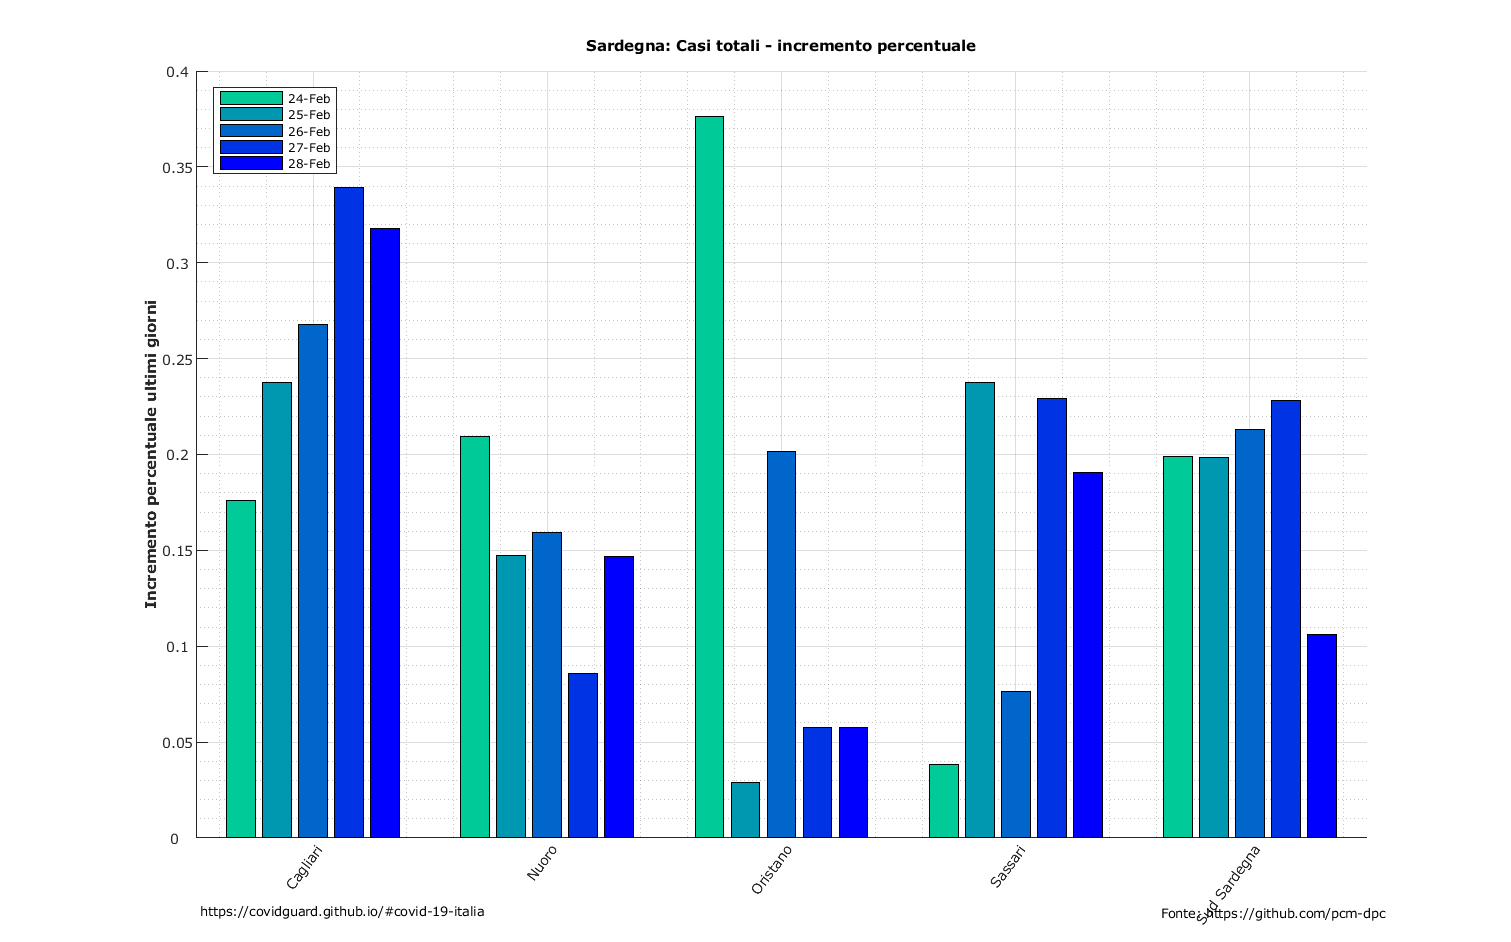 Sardegna: Casi totali - incremento percentuale
0.4
0.35
0.3
0.25
0.2
0.15
0.1
0.05
0
Incremento percentuale ultimi giorni
24-Feb
25-Feb
26-Feb
27-Feb
28-Feb
Cagliari
Nuoro
Oristano
Sassari
Sud Sardegna
https://covidguard.github.io/#covid-19-italia
Fonte: https://github.com/pcm-dpc